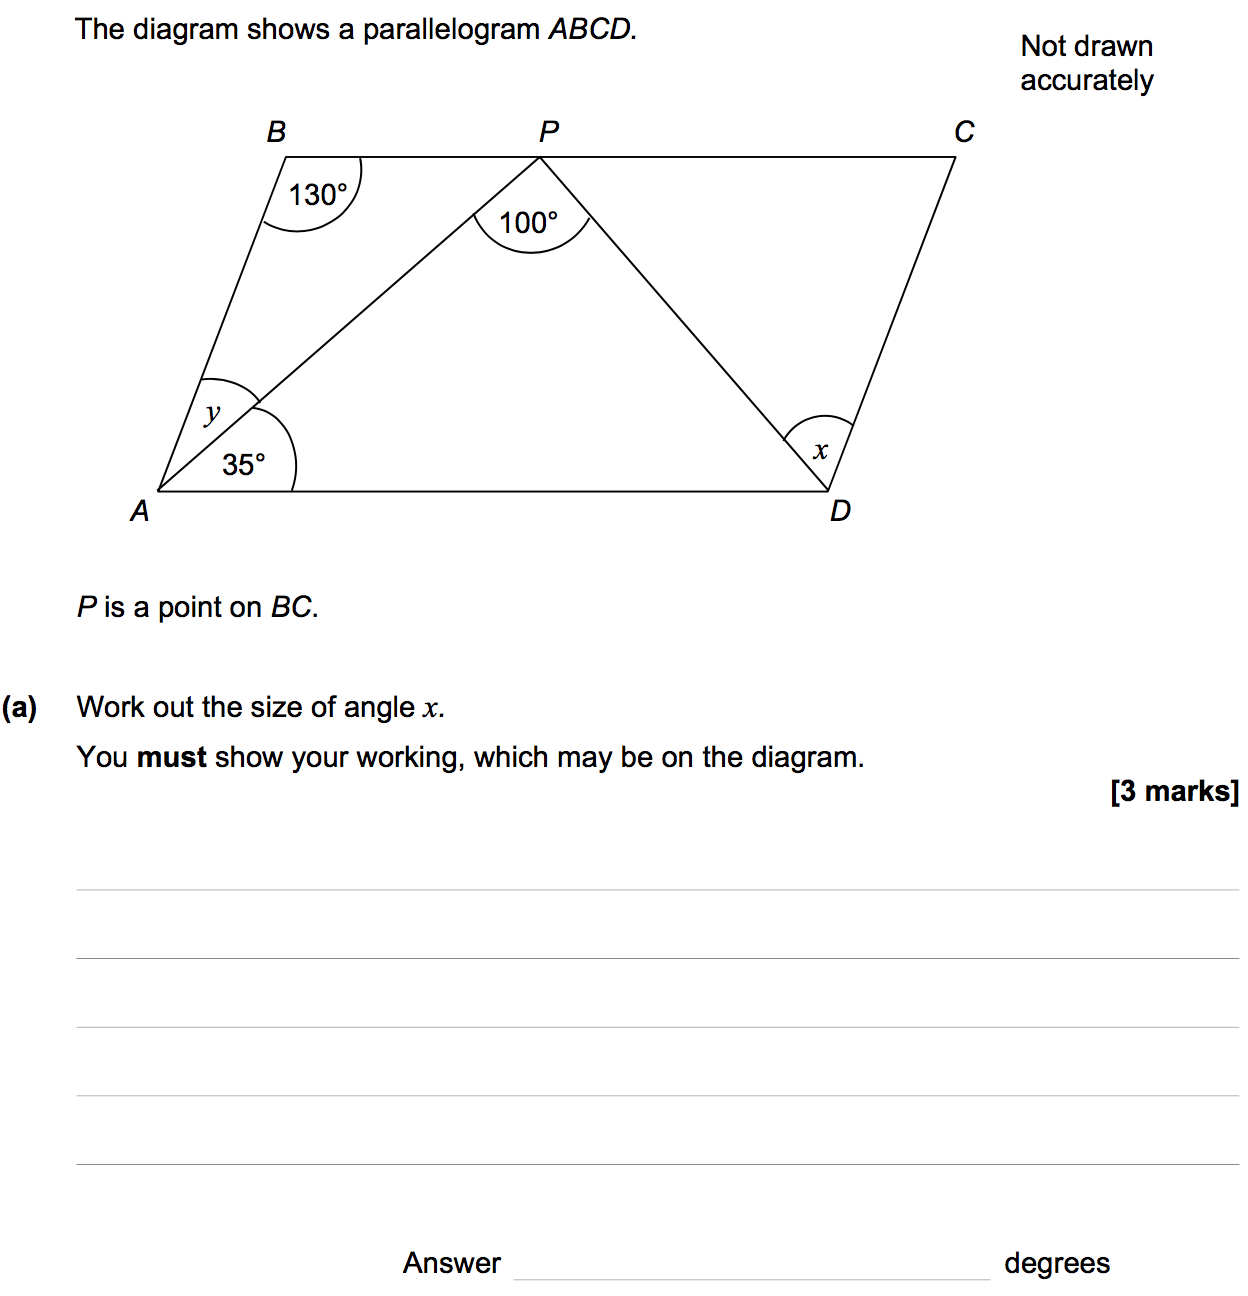 The diagram shows a parallelogram ABCD.
Not drawn
accurately
B
P
C
130°
100°
y
35°
x
A
D
P is a point on BC.
(a) Work out the size of angle x.
You must show your working, which may be on the diagram.
[3 marks]
Answer
degrees